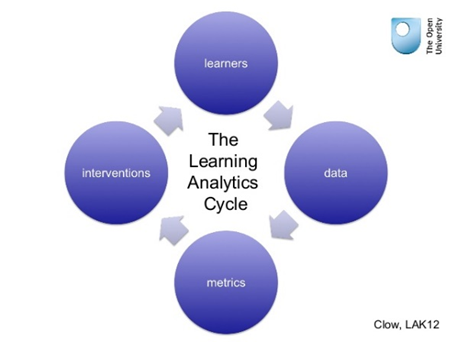 The Open
University
learners
The
Learning
Analytics
Cycle
interventions
data
metrics
Clow, LAK12